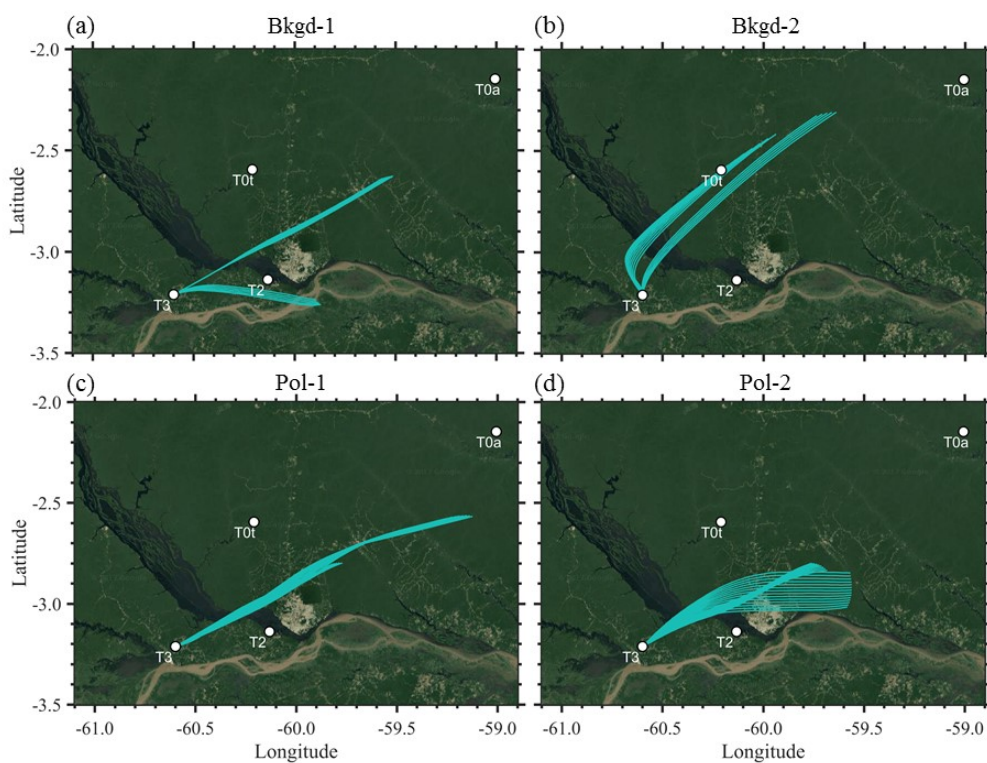 (a) Bkgd-1
(b) Bkgd-2
-2.0
-2.5
-3.0
-3.5
Latitude
T0a
T0t
T2
T3
T0a
T0t
T2
T3
(c) Pol-1
(d) Pol-2
-2.0
-2.5
-3.0
-3.5
Latitude
T0a
T0t
T2
T3
T0a
T0t
T2
T3
-61.0 -60.5 -60.0 -59.5 -59.0
Longitude
-61.0 -60.5 -60.0 -59.5 -59.0
Longitude